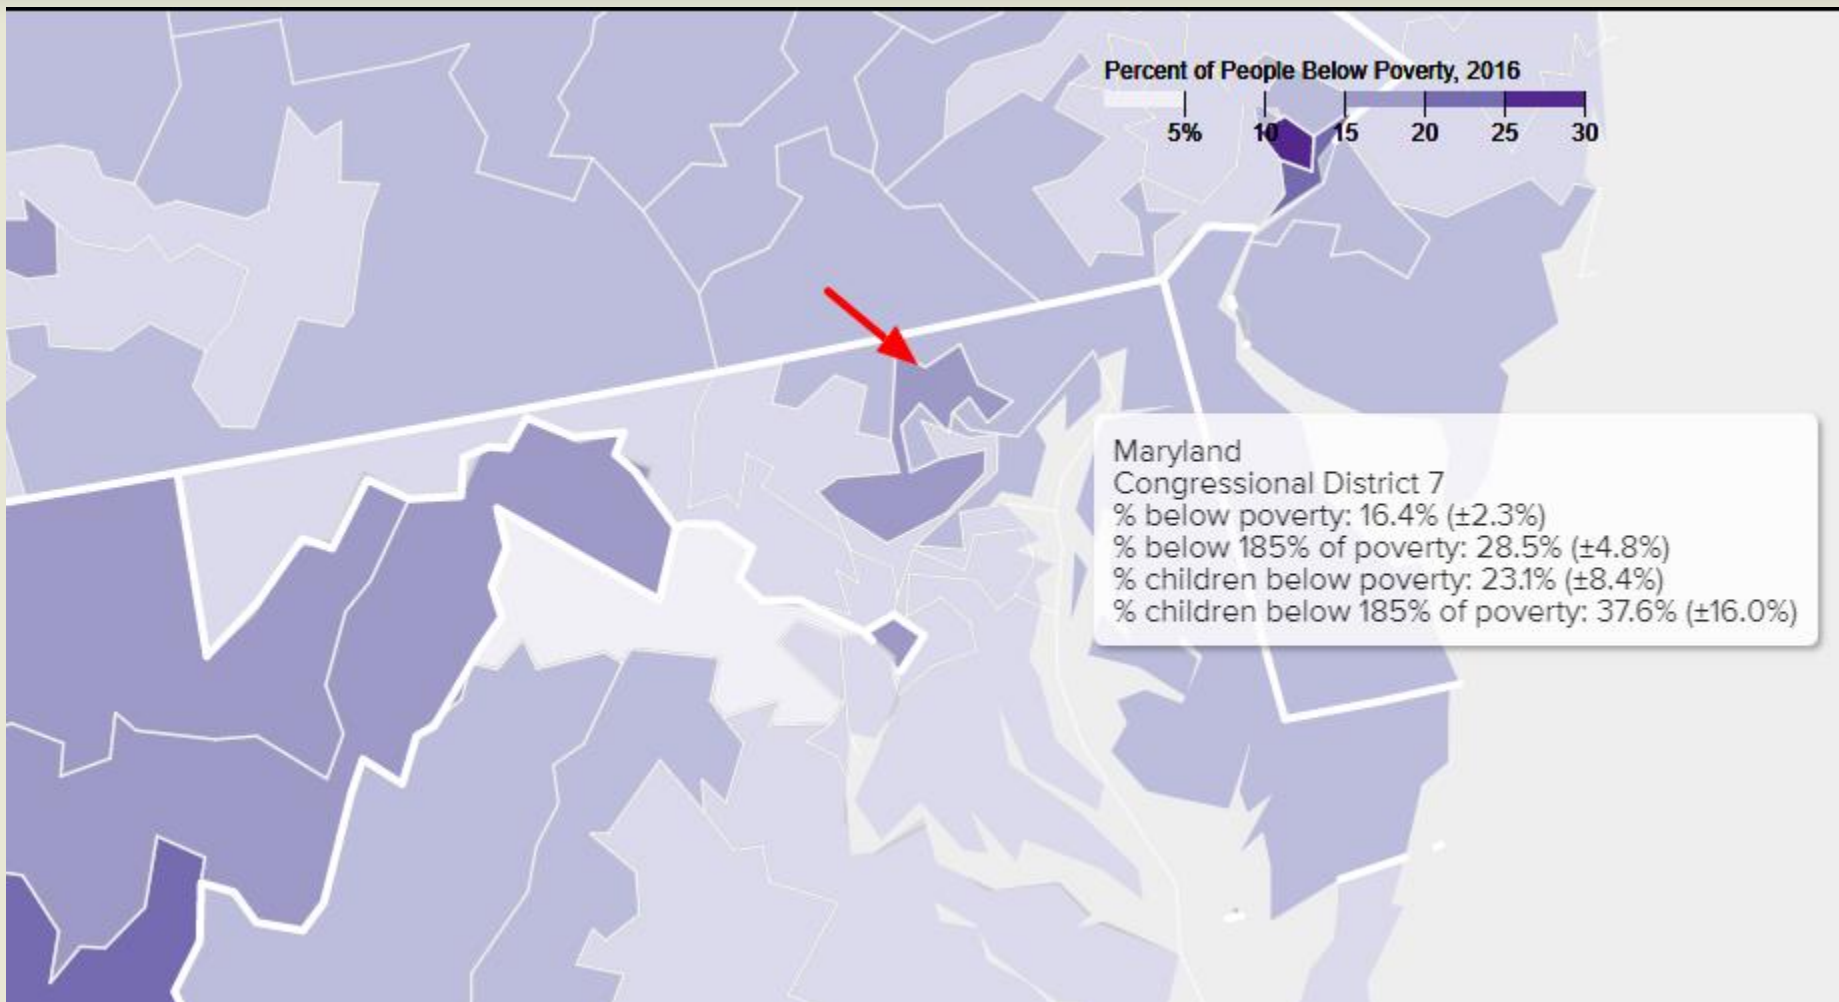 Percent of People Below Poverty, 2016
5% 10 15 20 25 30
Maryland
Congressional District 7
% below poverty: 16.4% (±2.3%)
% below 185% of poverty: 28.5% (±4.8%)
% children below poverty: 23.1% (±8.4%)
% children below 185% of poverty: 37.6% (±16.0%)